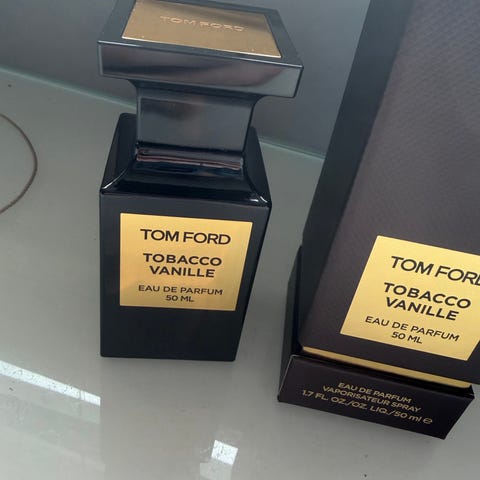 TOM FORD
TOM FORD
TOBACCO
VANILLE
EAU DE PARFUM
50 ML
TOM FORD
TOBACCO
VANILLE
EAU DE PARFUM
50 ML
EAU DE PARFUM
VAPORISATEUR SPRAY
1.7 FL. OZ./OZ. LIQ./50 ml ℮